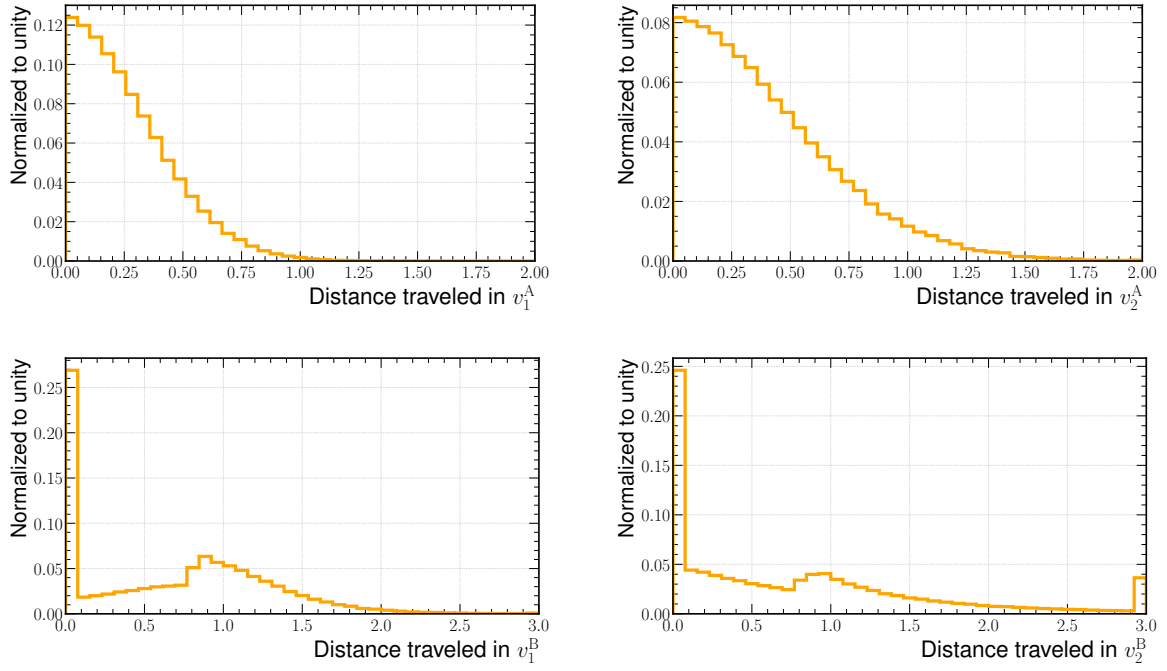 Normalized to unity
0.12
0.10
0.08
0.06
0.04
0.02
0.00
0.00 0.25 0.50 0.75 1.00 1.25 1.50 1.75 2.00
Distance traveled in v₁ᴬ
Normalized to unity
0.08
0.06
0.04
0.02
0.00
0.00 0.25 0.50 0.75 1.00 1.25 1.50 1.75 2.00
Distance traveled in v₂ᴬ
Normalized to unity
0.25
0.20
0.15
0.10
0.05
0.00
0.0 0.5 1.0 1.5 2.0 2.5 3.0
Distance traveled in v₁ᴮ
Normalized to unity
0.25
0.20
0.15
0.10
0.05
0.00
0.0 0.5 1.0 1.5 2.0 2.5 3.0
Distance traveled in v₂ᴮ